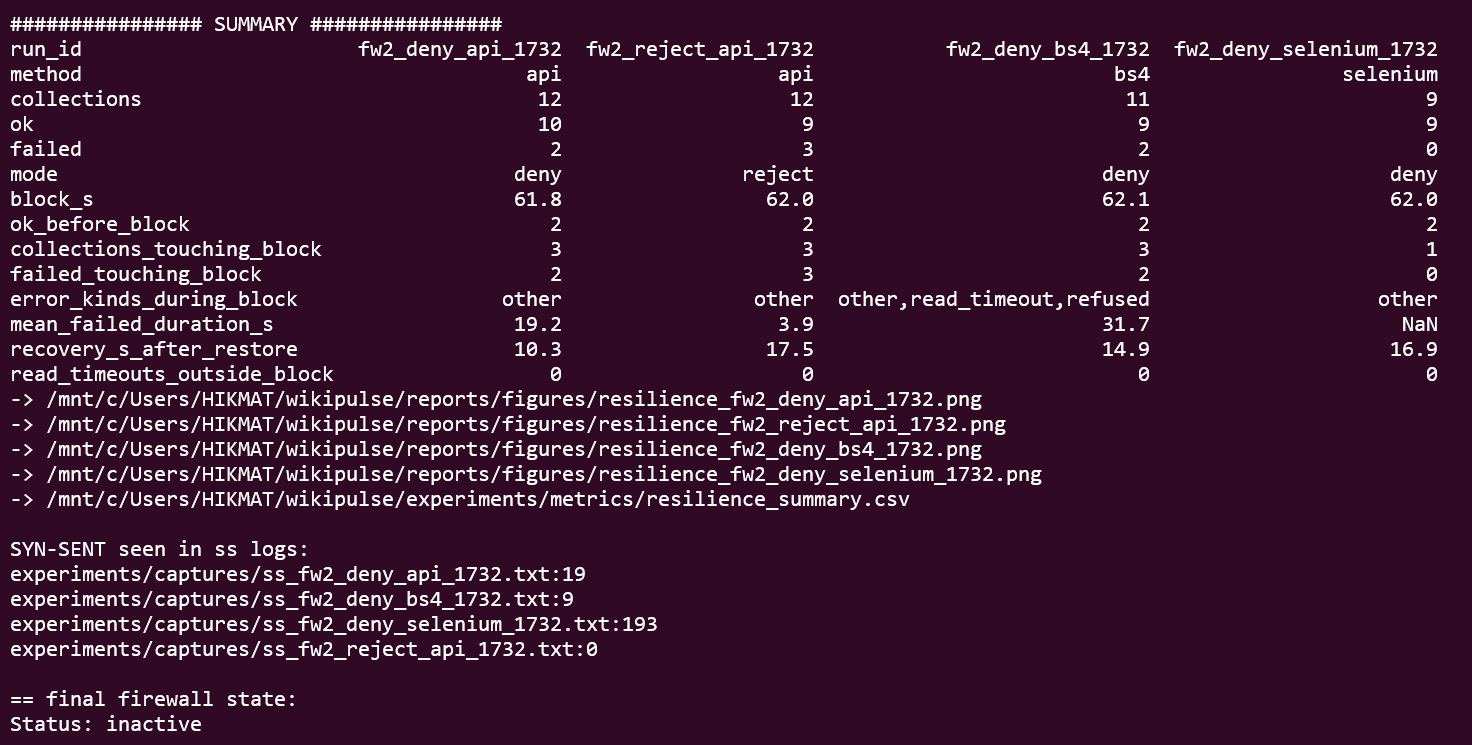 ################ SUMMARY ################
run_id fw2_deny_api_1732 fw2_reject_api_1732 fw2_deny_bs4_1732 fw2_deny_selenium_1732
method api api bs4 selenium
collections 12 12 11 9
ok 10 9 9 9
failed 2 3 2 0
mode deny reject deny deny
block_s 61.8 62.0 62.1 62.0
ok_before_block 2 2 2 2
collections_touching_block 3 3 3 1
failed_touching_block 2 3 2 0
error_kinds_during_block other other other,read_timeout,refused other
mean_failed_duration_s 19.2 3.9 31.7 NaN
recovery_s_after_restore 10.3 17.5 14.9 16.9
read_timeouts_outside_block 0 0 0 0
-> /mnt/c/Users/HIKMAT/wikipulse/reports/figures/resilience_fw2_deny_api_1732.png
-> /mnt/c/Users/HIKMAT/wikipulse/reports/figures/resilience_fw2_reject_api_1732.png
-> /mnt/c/Users/HIKMAT/wikipulse/reports/figures/resilience_fw2_deny_bs4_1732.png
-> /mnt/c/Users/HIKMAT/wikipulse/reports/figures/resilience_fw2_deny_selenium_1732.png
-> /mnt/c/Users/HIKMAT/wikipulse/experiments/metrics/resilience_summary.csv
SYN-SENT seen in ss logs:
experiments/captures/ss_fw2_deny_api_1732.txt:19
experiments/captures/ss_fw2_deny_bs4_1732.txt:9
experiments/captures/ss_fw2_deny_selenium_1732.txt:193
experiments/captures/ss_fw2_reject_api_1732.txt:0
== final firewall state:
Status: inactive